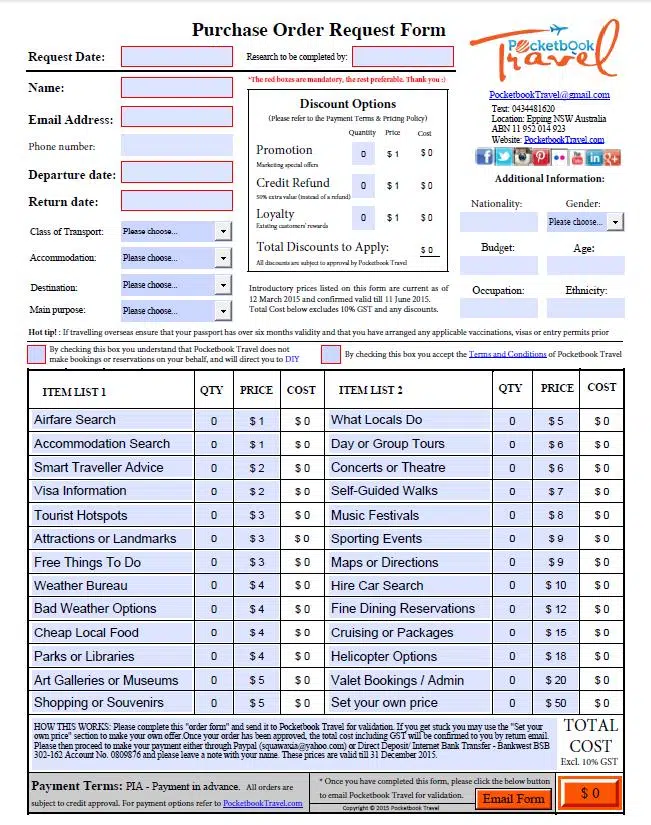 Purchase Order Request Form
PocketbOOk
Travel
Request Date:
Research to be completed by:
*The red boxes are mandatory, the rest preferable. Thank you :)
Name:
Email Address:
Phone number:
Departure date:
Return date:
Class of Transport: Please choose...
Accommodation: Please choose...
Destination: Please choose...
Main purpose: Please choose...
Discount Options
(Please refer to the Payment Terms & Pricing Policy)
Quantity Price Cost
Promotion 0 $ 1 $ 0
Marketing special offers
Credit Refund 0 $ 1 $ 0
50% extra value (instead of a refund)
Loyalty 0 $ 1 $ 0
Existing customers' rewards
Total Discounts to Apply: $ 0
All discounts are subject to approval by Pocketbook Travel
Introductory prices listed on this form are current as of
12 March 2015 and confirmed valid till 11 June 2015.
Total Cost below excludes 10% GST and any discounts.
PocketbookTravel@gmail.com
Text: 0434481620
Location: Epping NSW Australia
ABN 11 952 014 923
Website: PocketbookTravel.com
Additional Information:
Nationality: Gender:
Please choose...
Budget: Age:
Occupation: Ethnicity:
Hot tip! : If travelling overseas ensure that your passport has over six months validity and that you have arranged any applicable vaccinations, visas or entry permits prior
By checking this box you understand that Pocketbook Travel does not
make bookings or reservations on your behalf, and will direct you to DIY
By checking this box you accept the Terms and Conditions of Pocketbook Travel
ITEM LIST 1 QTY PRICE COST ITEM LIST 2 QTY PRICE COST
Airfare Search 0 $ 1 $ 0 What Locals Do 0 $ 5 $ 0
Accommodation Search 0 $ 1 $ 0 Day or Group Tours 0 $ 6 $ 0
Smart Traveller Advice 0 $ 2 $ 0 Concerts or Theatre 0 $ 6 $ 0
Visa Information 0 $ 2 $ 0 Self-Guided Walks 0 $ 7 $ 0
Tourist Hotspots 0 $ 3 $ 0 Music Festivals 0 $ 8 $ 0
Attractions or Landmarks 0 $ 3 $ 0 Sporting Events 0 $ 9 $ 0
Free Things To Do 0 $ 3 $ 0 Maps or Directions 0 $ 9 $ 0
Weather Bureau 0 $ 4 $ 0 Hire Car Search 0 $ 10 $ 0
Bad Weather Options 0 $ 4 $ 0 Fine Dining Reservations 0 $ 12 $ 0
Cheap Local Food 0 $ 4 $ 0 Cruising or Packages 0 $ 15 $ 0
Parks or Libraries 0 $ 4 $ 0 Helicopter Options 0 $ 18 $ 0
Art Galleries or Museums 0 $ 5 $ 0 Valet Bookings / Admin 0 $ 20 $ 0
Shopping or Souvenirs 0 $ 5 $ 0 Set your own price 0 $ 50 $ 0
HOW THIS WORKS: Please complete this "order form" and send it to Pocketbook Travel for validation. If you get stuck you may use the "Set your
own price" section to make your own offer.Once your order has been approved, the total cost including GST will be confirmed to you by return email.
Please then proceed to make your payment either through Paypal (squawaxia@yahoo.com) or Direct Deposit/ Internet Bank Transfer - Bankwest BSB
302-162 Account No. 0809876 and please leave a note with your name. These prices are valid till 31 December 2015.
TOTAL
COST
Excl. 10% GST
Payment Terms: PIA - Payment in advance. All orders are
subject to credit approval. For payment options refer to PocketbookTravel.com
* Once you have completed this form, please click the below button
to email Pocketbook Travel for validation.
Email Form
Copyright © 2015 Pocketbook Travel
$ 0